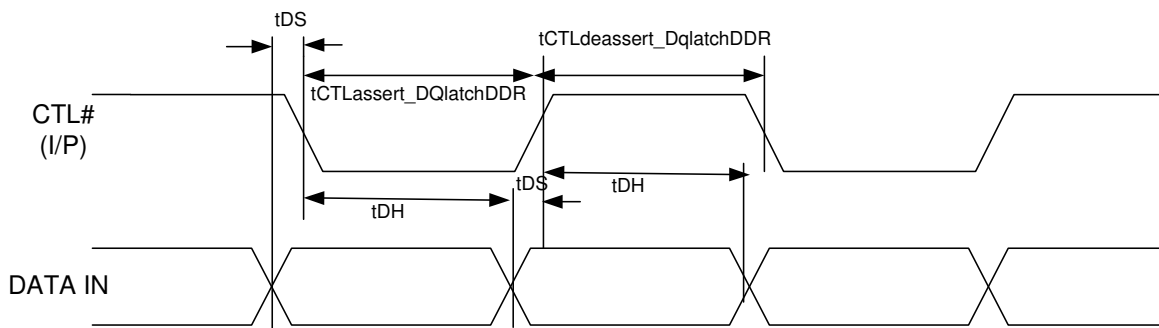 tDS
tCTLdeassert_DqlatchDDR
tCTLassert_DQlatchDDR
CTL#
(I/P)
tDS
tDH
tDH
DATA IN